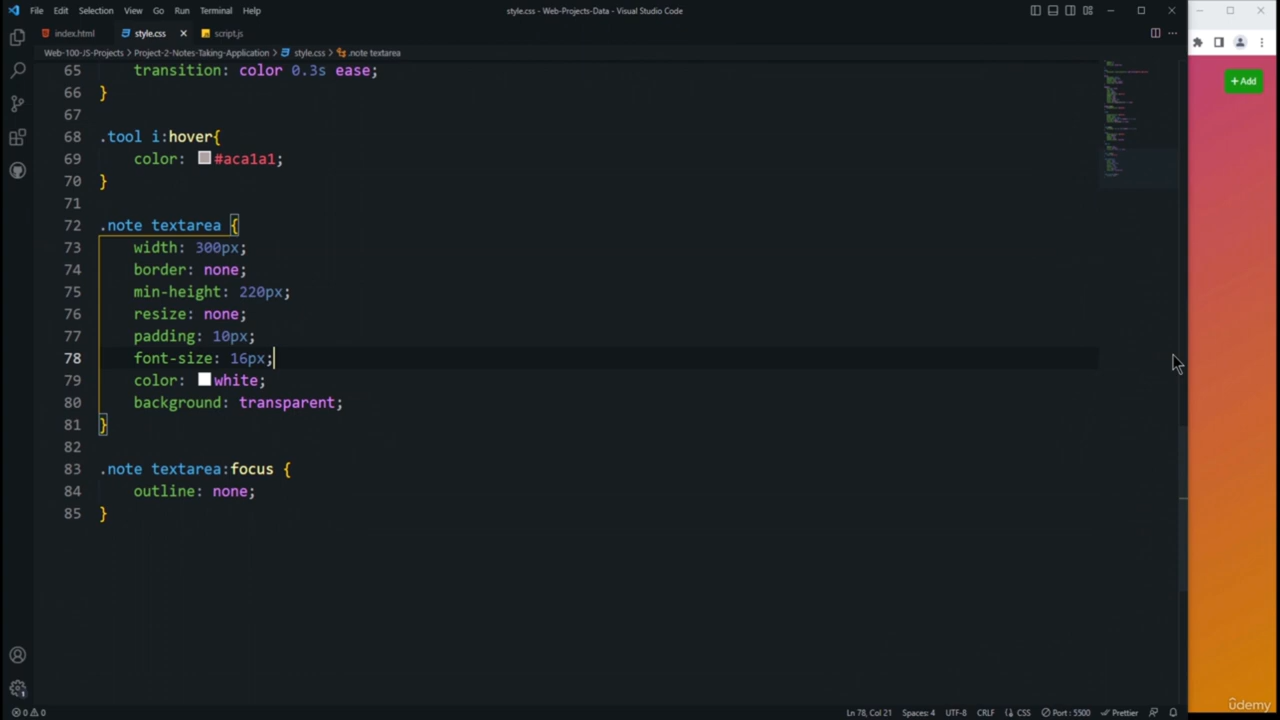 File Edit Selection View Go Run Terminal Help
style.css - Web-Projects-Data - Visual Studio Code
index.html
style.css
script.js
Web-100-JS-Projects > Project-2-Notes-Taking-Application > style.css > .note textarea
65 transition: color 0.3s ease;
66 }
67
68 .tool i:hover{
69 color: #aca1a1;
70 }
71
72 .note textarea {
73 width: 300px;
74 border: none;
75 min-height: 220px;
76 resize: none;
77 padding: 10px;
78 font-size: 16px;
79 color: white;
80 background: transparent;
81 }
82
83 .note textarea:focus {
84 outline: none;
85 }
+ Add
0 0
Ln 78, Col 21 Spaces: 4 UTF-8 CRLF CSS Port : 5500 Prettier
ûdemy